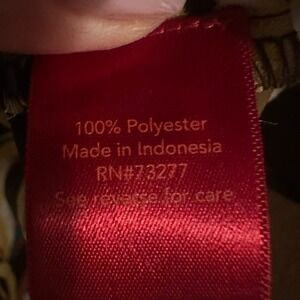 100% Polyester
Made in Indonesia
RN#73277
See reverse for care